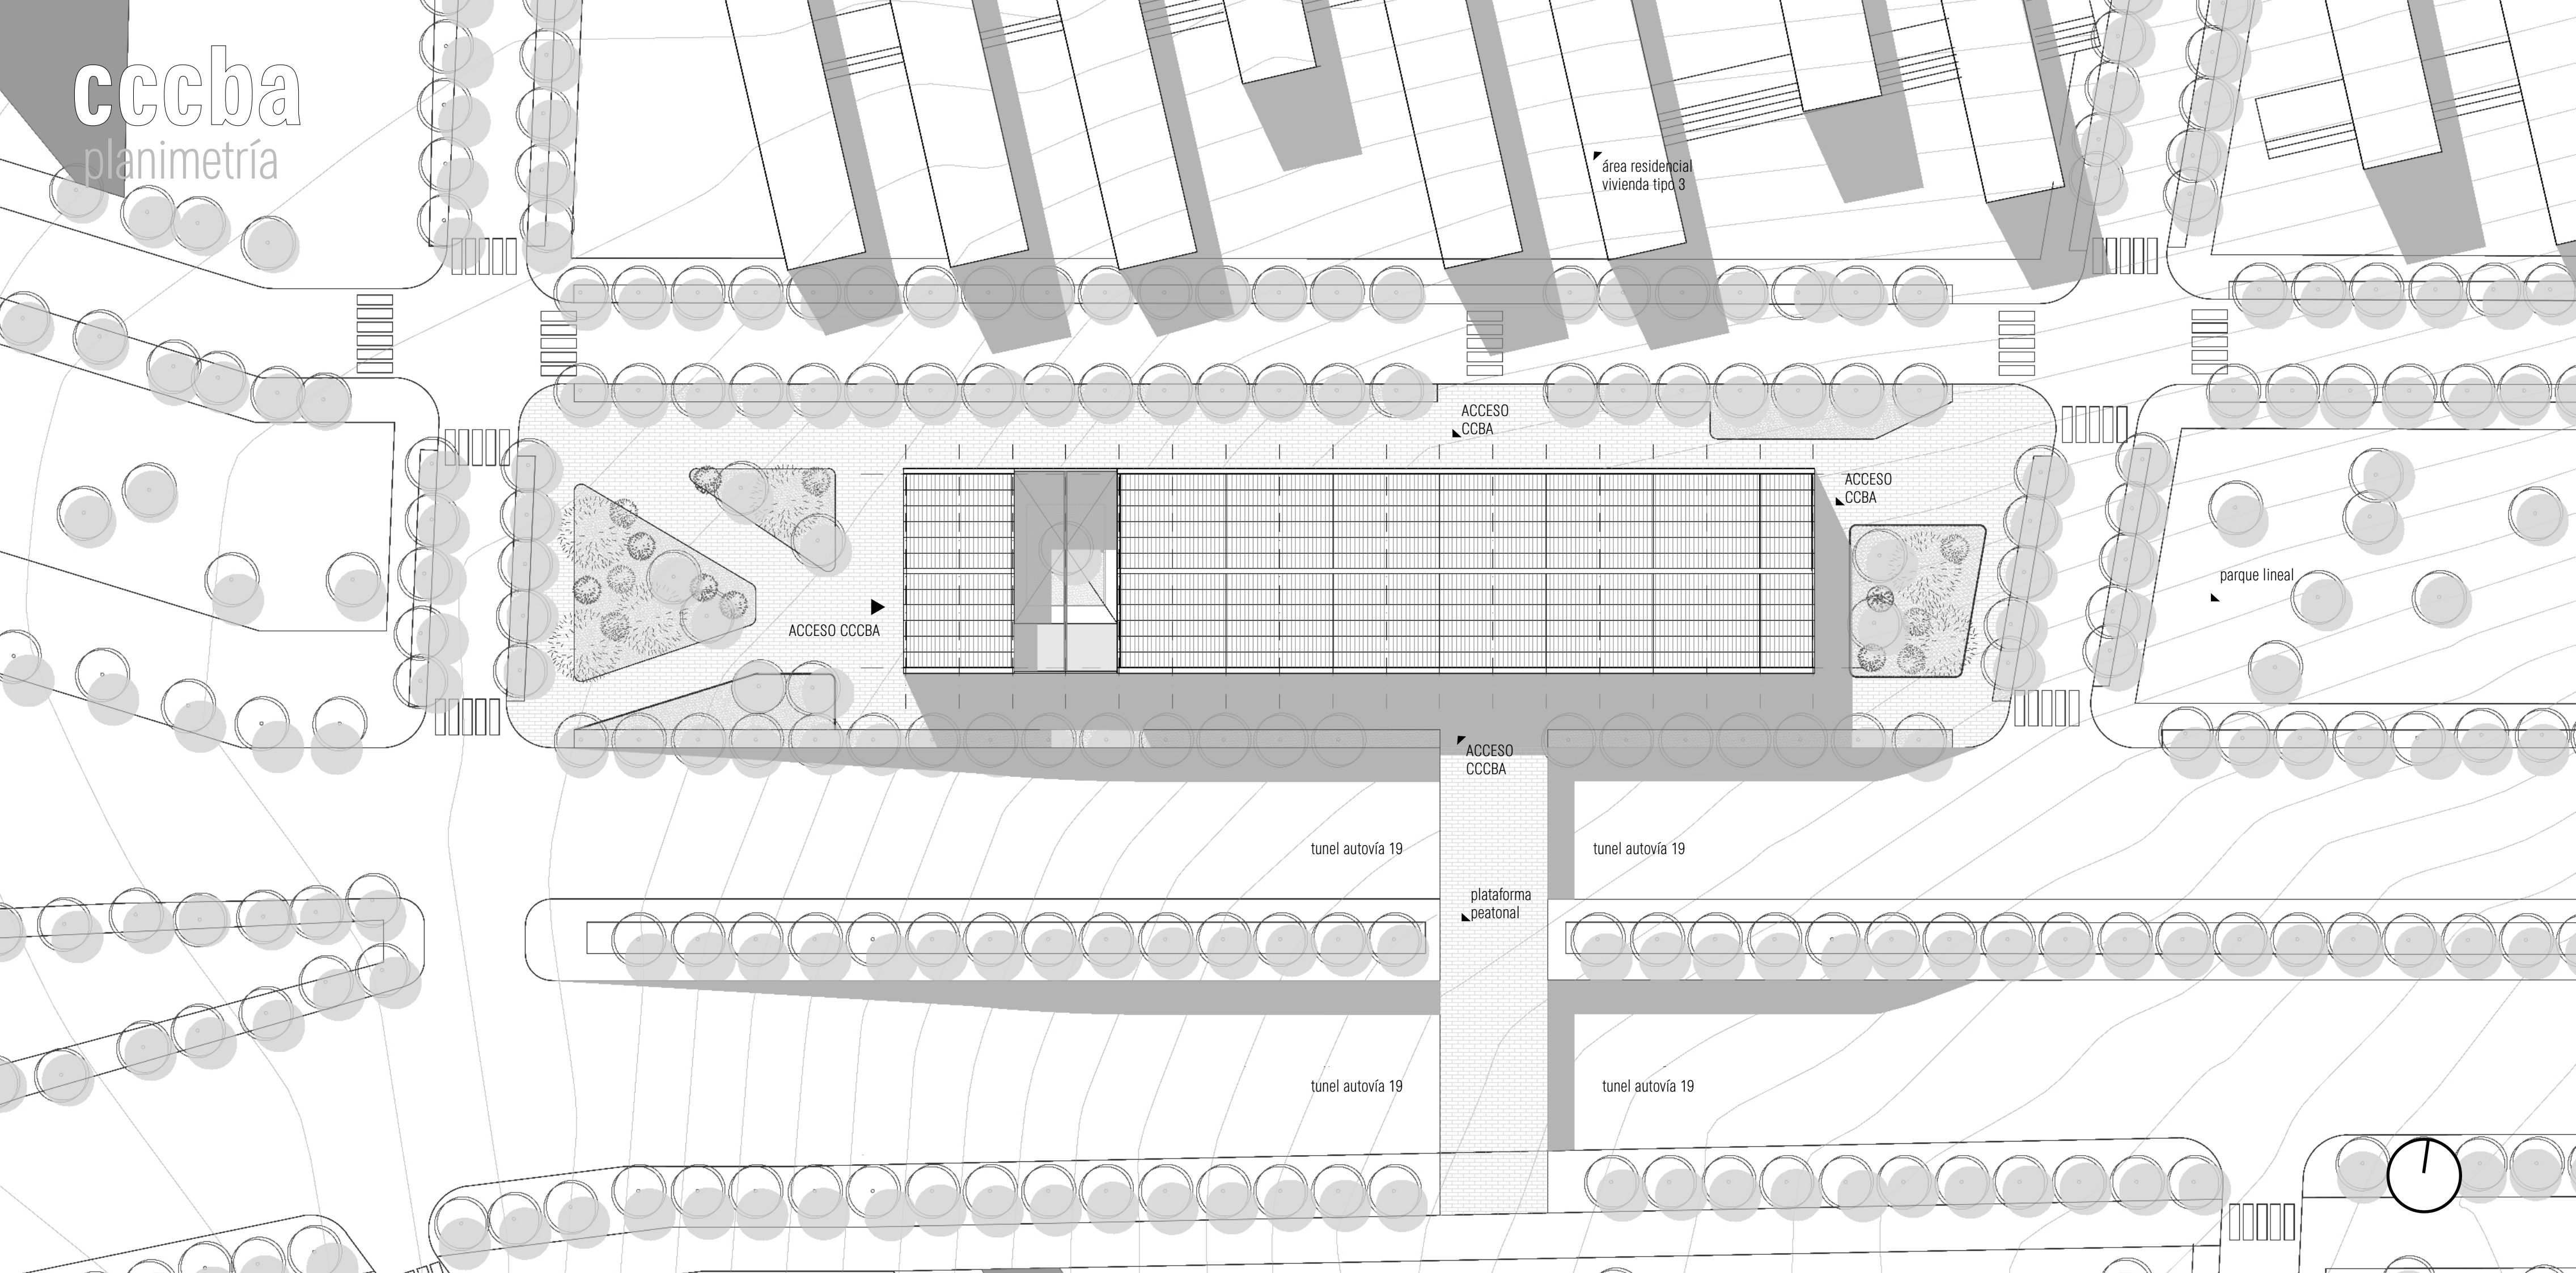 cccba
planimetría
área residencial
vivienda tipo 3
ACCESO
CCBA
ACCESO
CCBA
parque lineal
ACCESO CCCBA
ACCESO
CCCBA
tunel autovía 19
tunel autovía 19
plataforma
peatonal
tunel autovía 19
tunel autovía 19